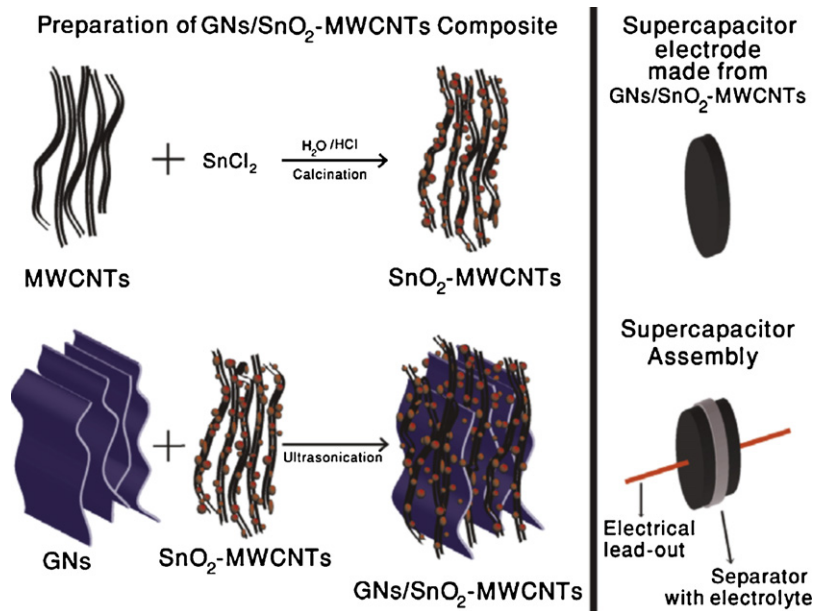 Preparation of GNs/SnO₂-MWCNTs Composite
MWCNTs
+
SnCl₂
H₂O/HCl
Calcination
SnO₂-MWCNTs
GNs
+
SnO₂-MWCNTs
Ultrasonication
GNs/SnO₂-MWCNTs
Supercapacitor
electrode
made from
GNs/SnO₂-MWCNTs
Supercapacitor
Assembly
Electrical
lead-out
Separator
with electrolyte